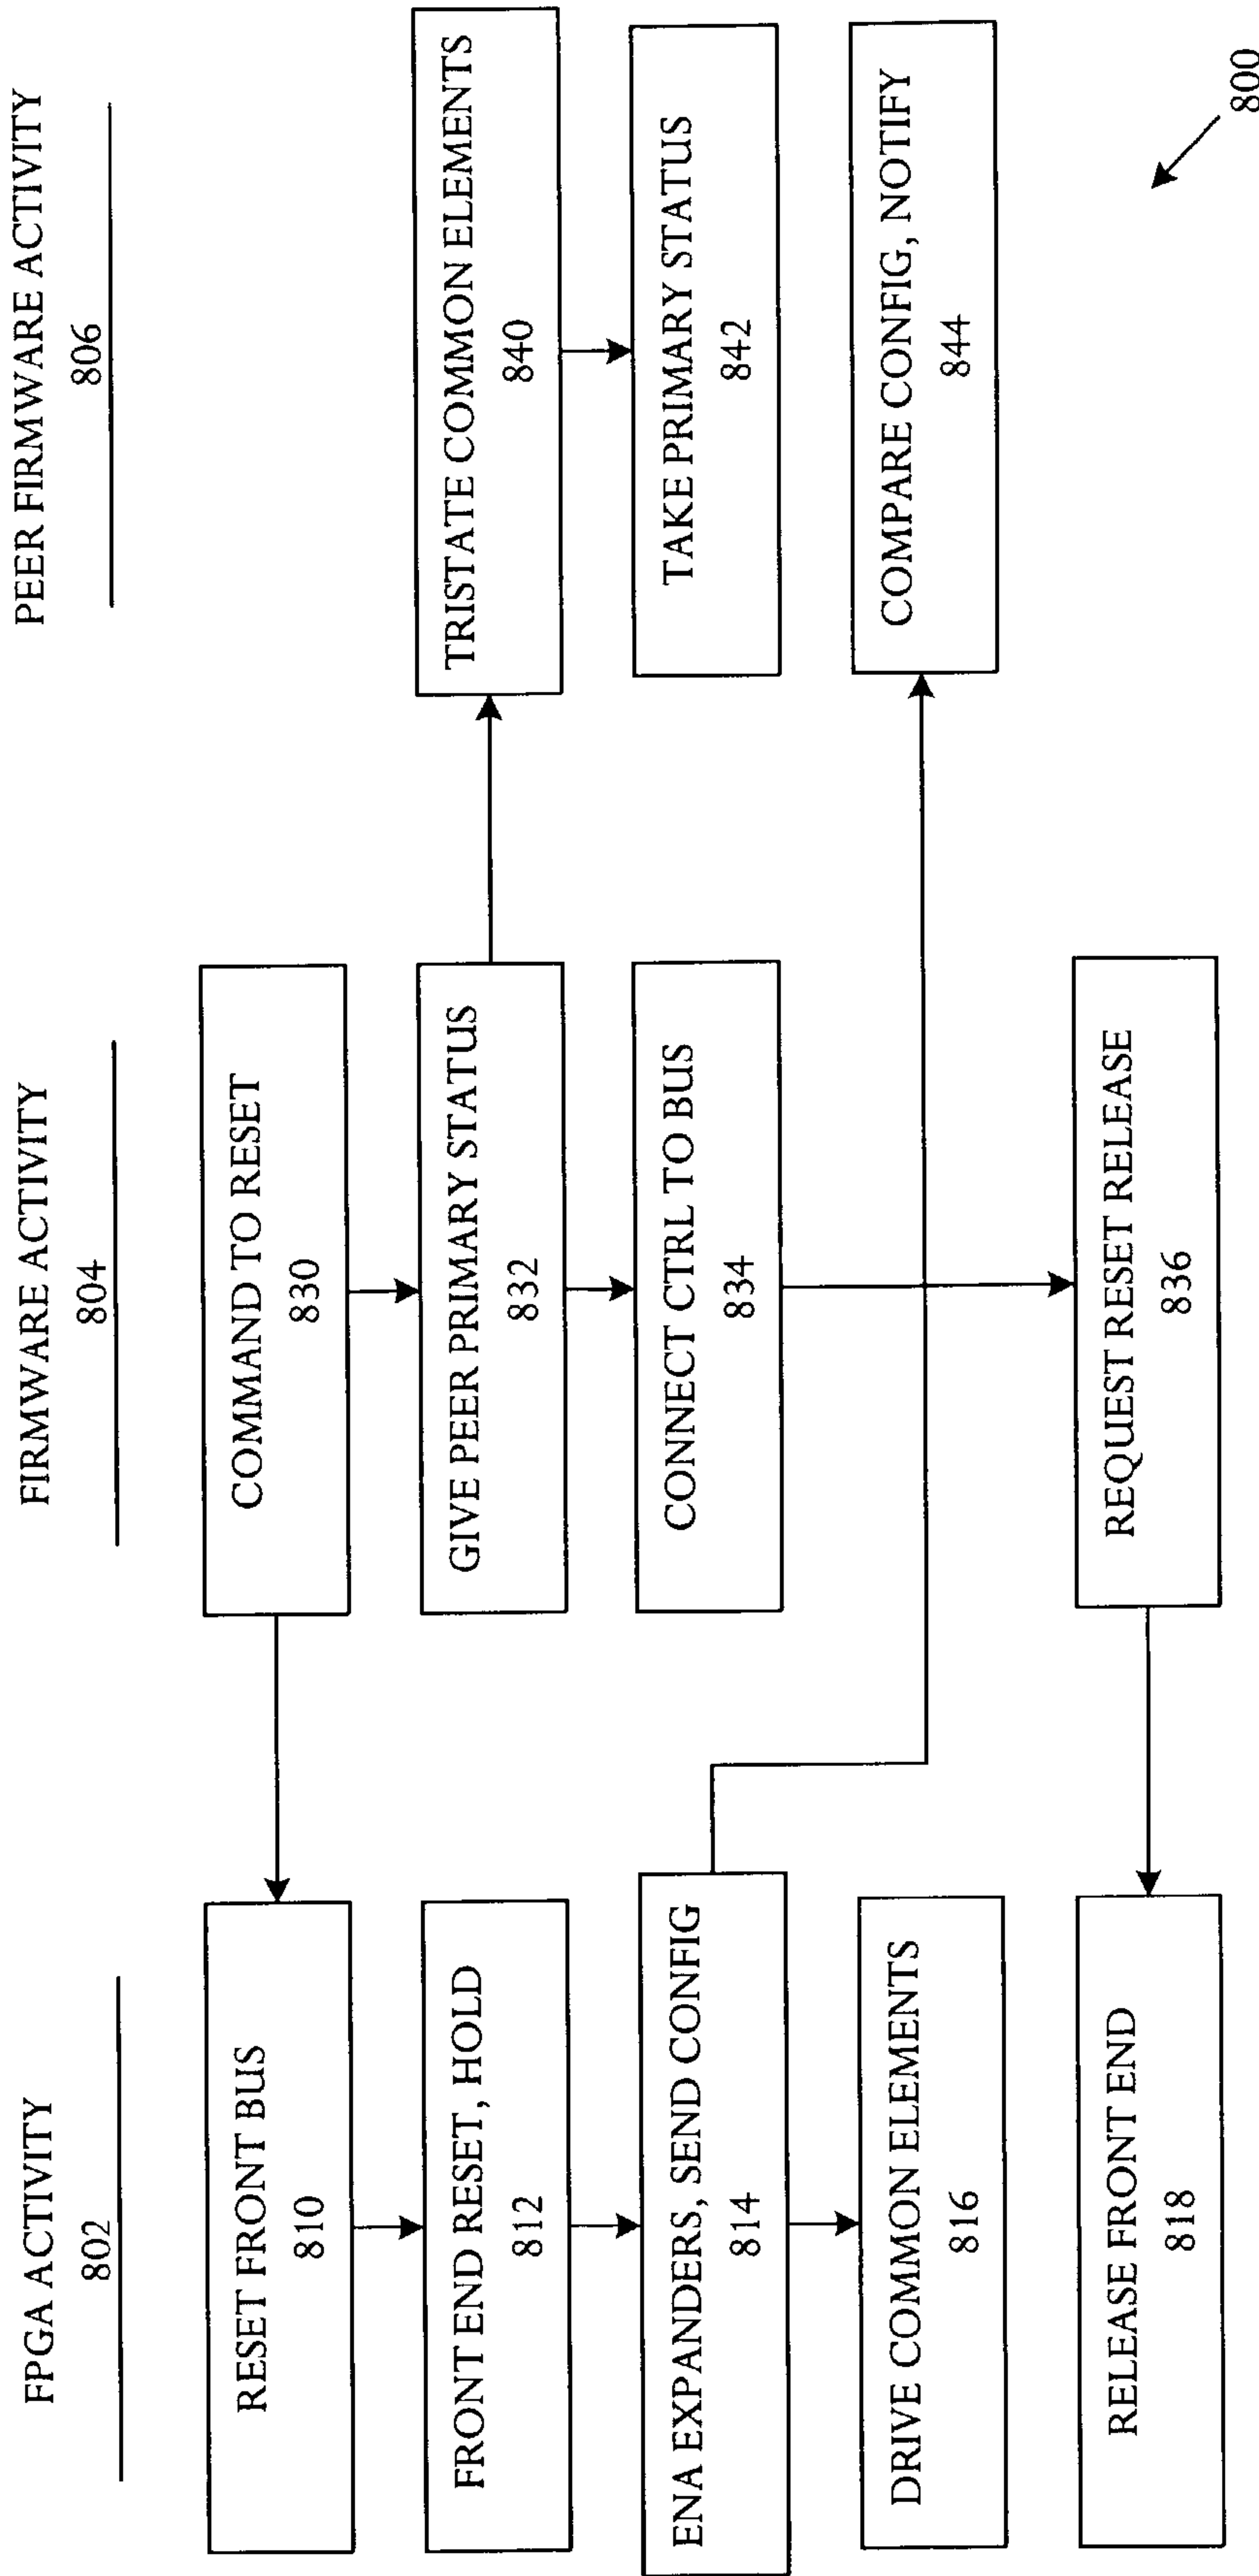 FPGA ACTIVITY
802
FIRMWARE ACTIVITY
804
PEER FIRMWARE ACTIVITY
806
RESET FRONT BUS
810
COMMAND TO RESET
830
FRONT END RESET, HOLD
812
GIVE PEER PRIMARY STATUS
832
TRISTATE COMMON ELEMENTS
840
ENA EXPANDERS, SEND CONFIG
814
CONNECT CTRL TO BUS
834
TAKE PRIMARY STATUS
842
DRIVE COMMON ELEMENTS
816
COMPARE CONFIG, NOTIFY
844
RELEASE FRONT END
818
REQUEST RESET RELEASE
836
800